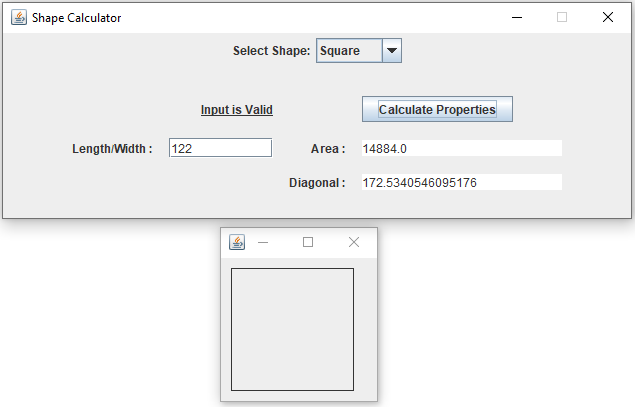 Shape Calculator
Select Shape: Square
Input is Valid Calculate Properties
Length/Width : 122 Area : 14884.0
Diagonal : 172.5340546095176